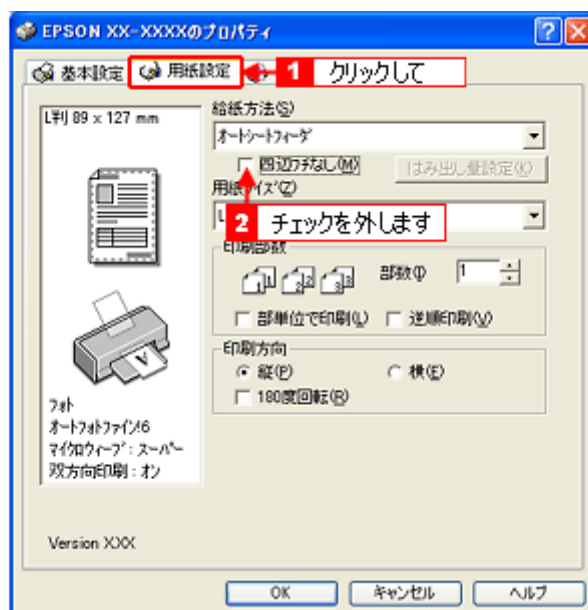 EPSON XX-XXXXのプロパティ
基本設定
用紙設定
1 クリックして
L判 89 x 127 mm
給紙方法(S)
オートシートフィーダ
四辺フチなし(M)
はみ出し量設定(K)
用紙サイズ(Z)
L
2 チェックを外します
印刷部数
部数(I)
1
部単位で印刷(L)
逆順印刷(V)
印刷方向
縦(P)
横(E)
180度回転(R)
フォト
オートフォトファイン!6
マイクロウィーブ：スーパー
双方向印刷：オン
Version XXX
OK
キャンセル
ヘルプ